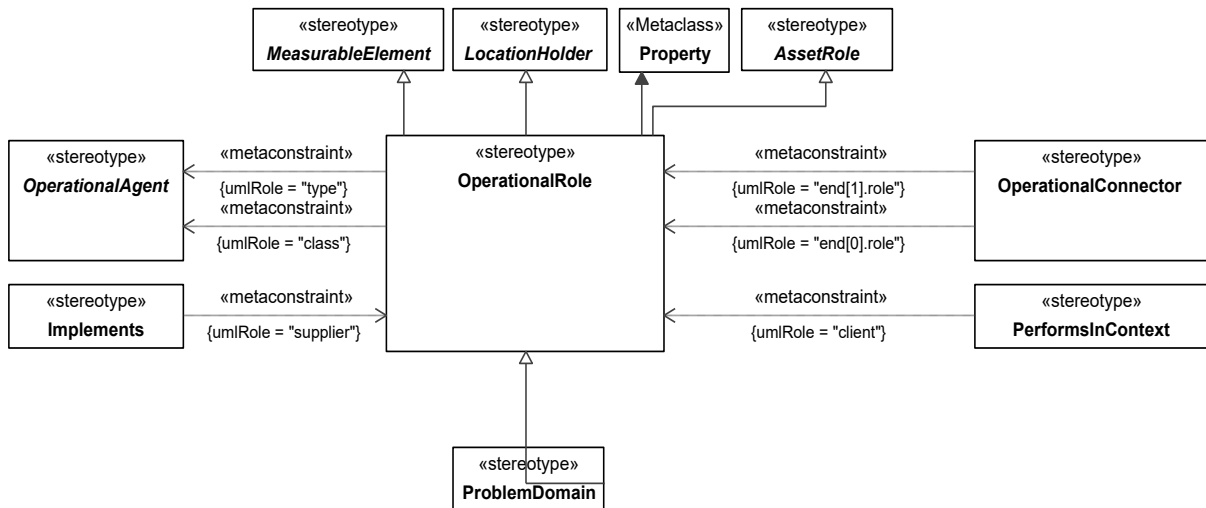 «stereotype»
MeasurableElement
«stereotype»
LocationHolder
«Metaclass»
Property
«stereotype»
AssetRole
«stereotype»
OperationalAgent
«metaconstraint»
{umlRole = "type"}
«metaconstraint»
{umlRole = "class"}
«stereotype»
OperationalRole
«metaconstraint»
{umlRole = "end[1].role"}
«metaconstraint»
{umlRole = "end[0].role"}
«stereotype»
OperationalConnector
«stereotype»
Implements
«metaconstraint»
{umlRole = "supplier"}
«metaconstraint»
{umlRole = "client"}
«stereotype»
PerformsInContext
«stereotype»
ProblemDomain